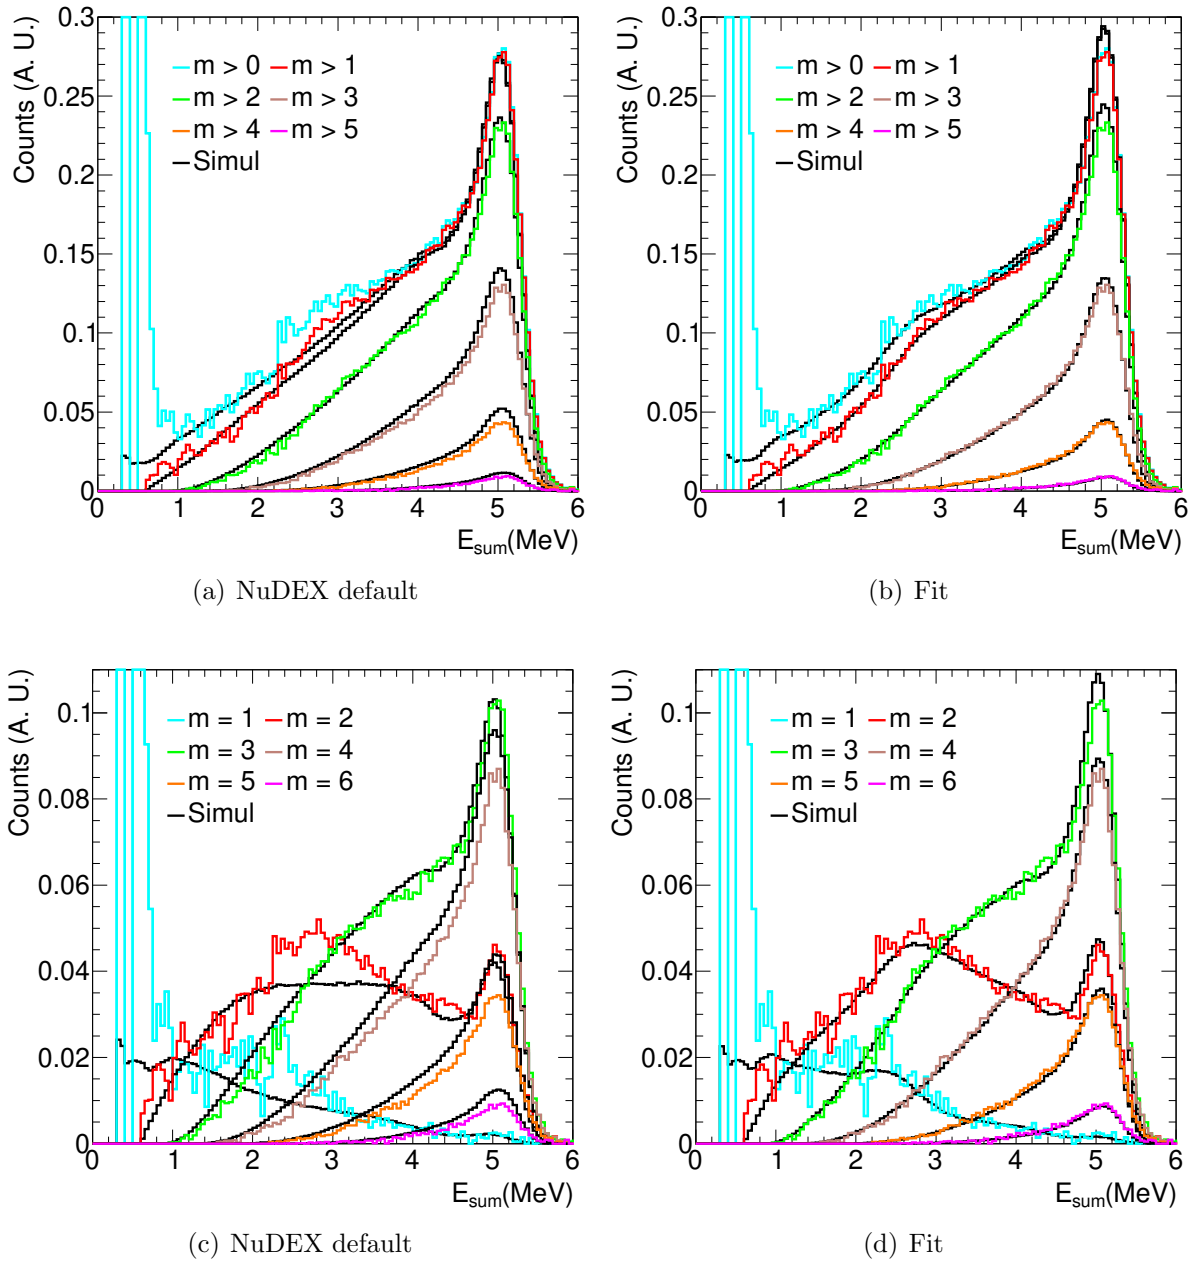 Counts (A. U.)
0.3
0.25
0.2
0.15
0.1
0.05
0
m > 0 m > 1
m > 2 m > 3
m > 4 m > 5
Simul
0 1 2 3 4 5 6
E_sum(MeV)
(a) NuDEX default
Counts (A. U.)
0.3
0.25
0.2
0.15
0.1
0.05
0
m > 0 m > 1
m > 2 m > 3
m > 4 m > 5
Simul
0 1 2 3 4 5 6
E_sum(MeV)
(b) Fit
Counts (A. U.)
0.1
0.08
0.06
0.04
0.02
0
m = 1 m = 2
m = 3 m = 4
m = 5 m = 6
Simul
0 1 2 3 4 5 6
E_sum(MeV)
(c) NuDEX default
Counts (A. U.)
0.1
0.08
0.06
0.04
0.02
0
m = 1 m = 2
m = 3 m = 4
m = 5 m = 6
Simul
0 1 2 3 4 5 6
E_sum(MeV)
(d) Fit